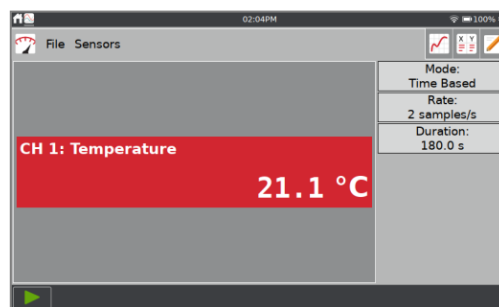 02:04PM
100%
File Sensors
X Y
Mode:
Time Based
Rate:
2 samples/s
Duration:
180.0 s
CH 1: Temperature
21.1 °C